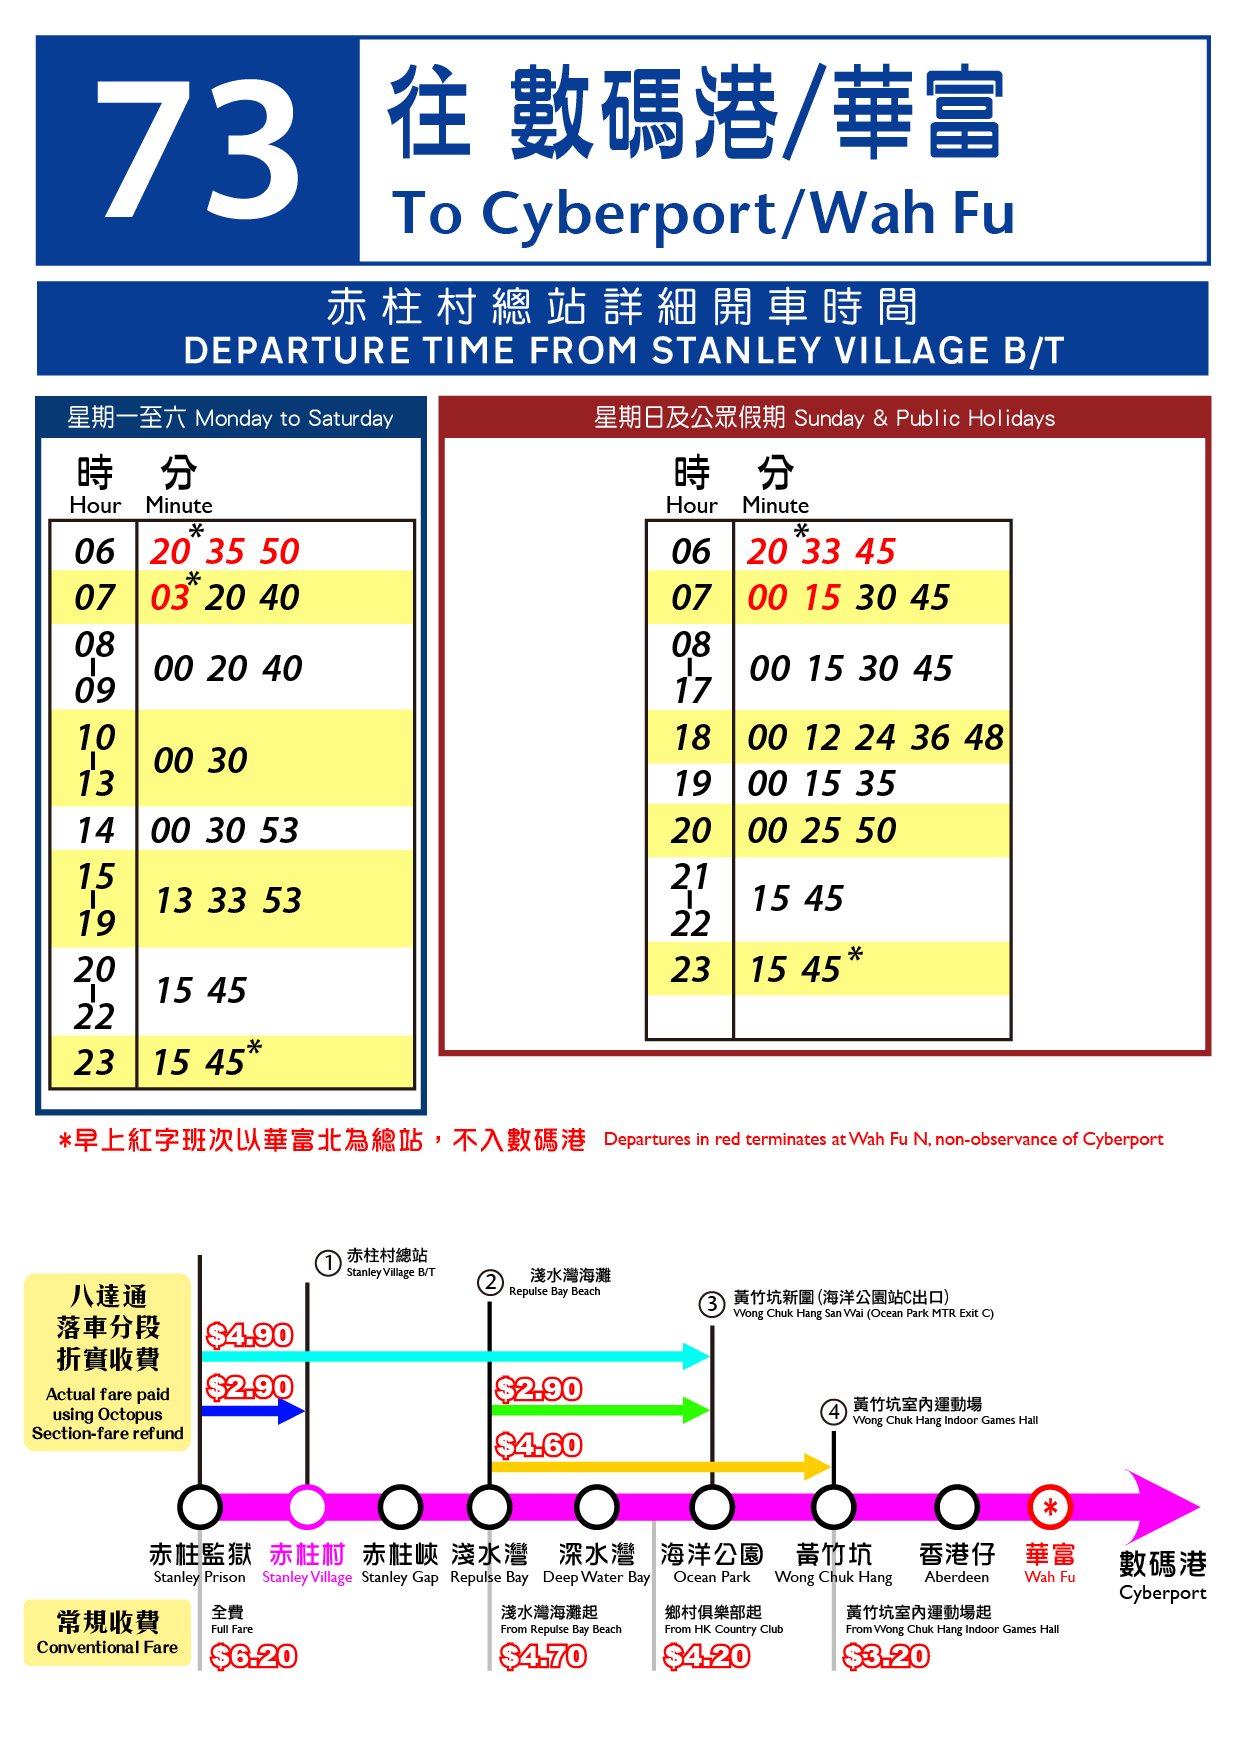 73
往 數碼港/華富
To Cyberport/Wah Fu
赤柱村總站詳細開車時間
DEPARTURE TIME FROM STANLEY VILLAGE B/T
星期一至六 Monday to Saturday
時 分
Hour Minute
06 20* 35 50
07 03* 20 40
08
|
09
00 20 40
10
|
13
00 30
14 00 30 53
15
|
19
13 33 53
20
|
22
15 45
23 15 45*
星期日及公眾假期 Sunday & Public Holidays
時 分
Hour Minute
06 20* 33 45
07 00 15 30 45
08
|
17
00 15 30 45
18 00 12 24 36 48
19 00 15 35
20 00 25 50
21
|
22
15 45
23 15 45*
*早上紅字班次以華富北為總站，不入數碼港 Departures in red terminates at Wah Fu N, non-observance of Cyberport
八達通
落車分段
折實收費
Actual fare paid
using Octopus
Section-fare refund
① 赤柱村總站
Stanley Village B/T
② 淺水灣海灘
Repulse Bay Beach
③ 黃竹坑新圍(海洋公園站C出口)
Wong Chuk Hang San Wai (Ocean Park MTR Exit C)
④ 黃竹坑室內運動場
Wong Chuk Hang Indoor Games Hall
$4.90
$2.90
$2.90
$4.60
*
赤柱監獄 赤柱村 赤柱峽 淺水灣 深水灣 海洋公園 黃竹坑 香港仔 華富 數碼港
Stanley Prison Stanley Village Stanley Gap Repulse Bay Deep Water Bay Ocean Park Wong Chuk Hang Aberdeen Wah Fu Cyberport
常規收費
Conventional Fare
全費
Full Fare
$6.20
淺水灣海灘起
From Repulse Bay Beach
$4.70
鄉村俱樂部起
From HK Country Club
$4.20
黃竹坑室內運動場起
From Wong Chuk Hang Indoor Games Hall
$3.20